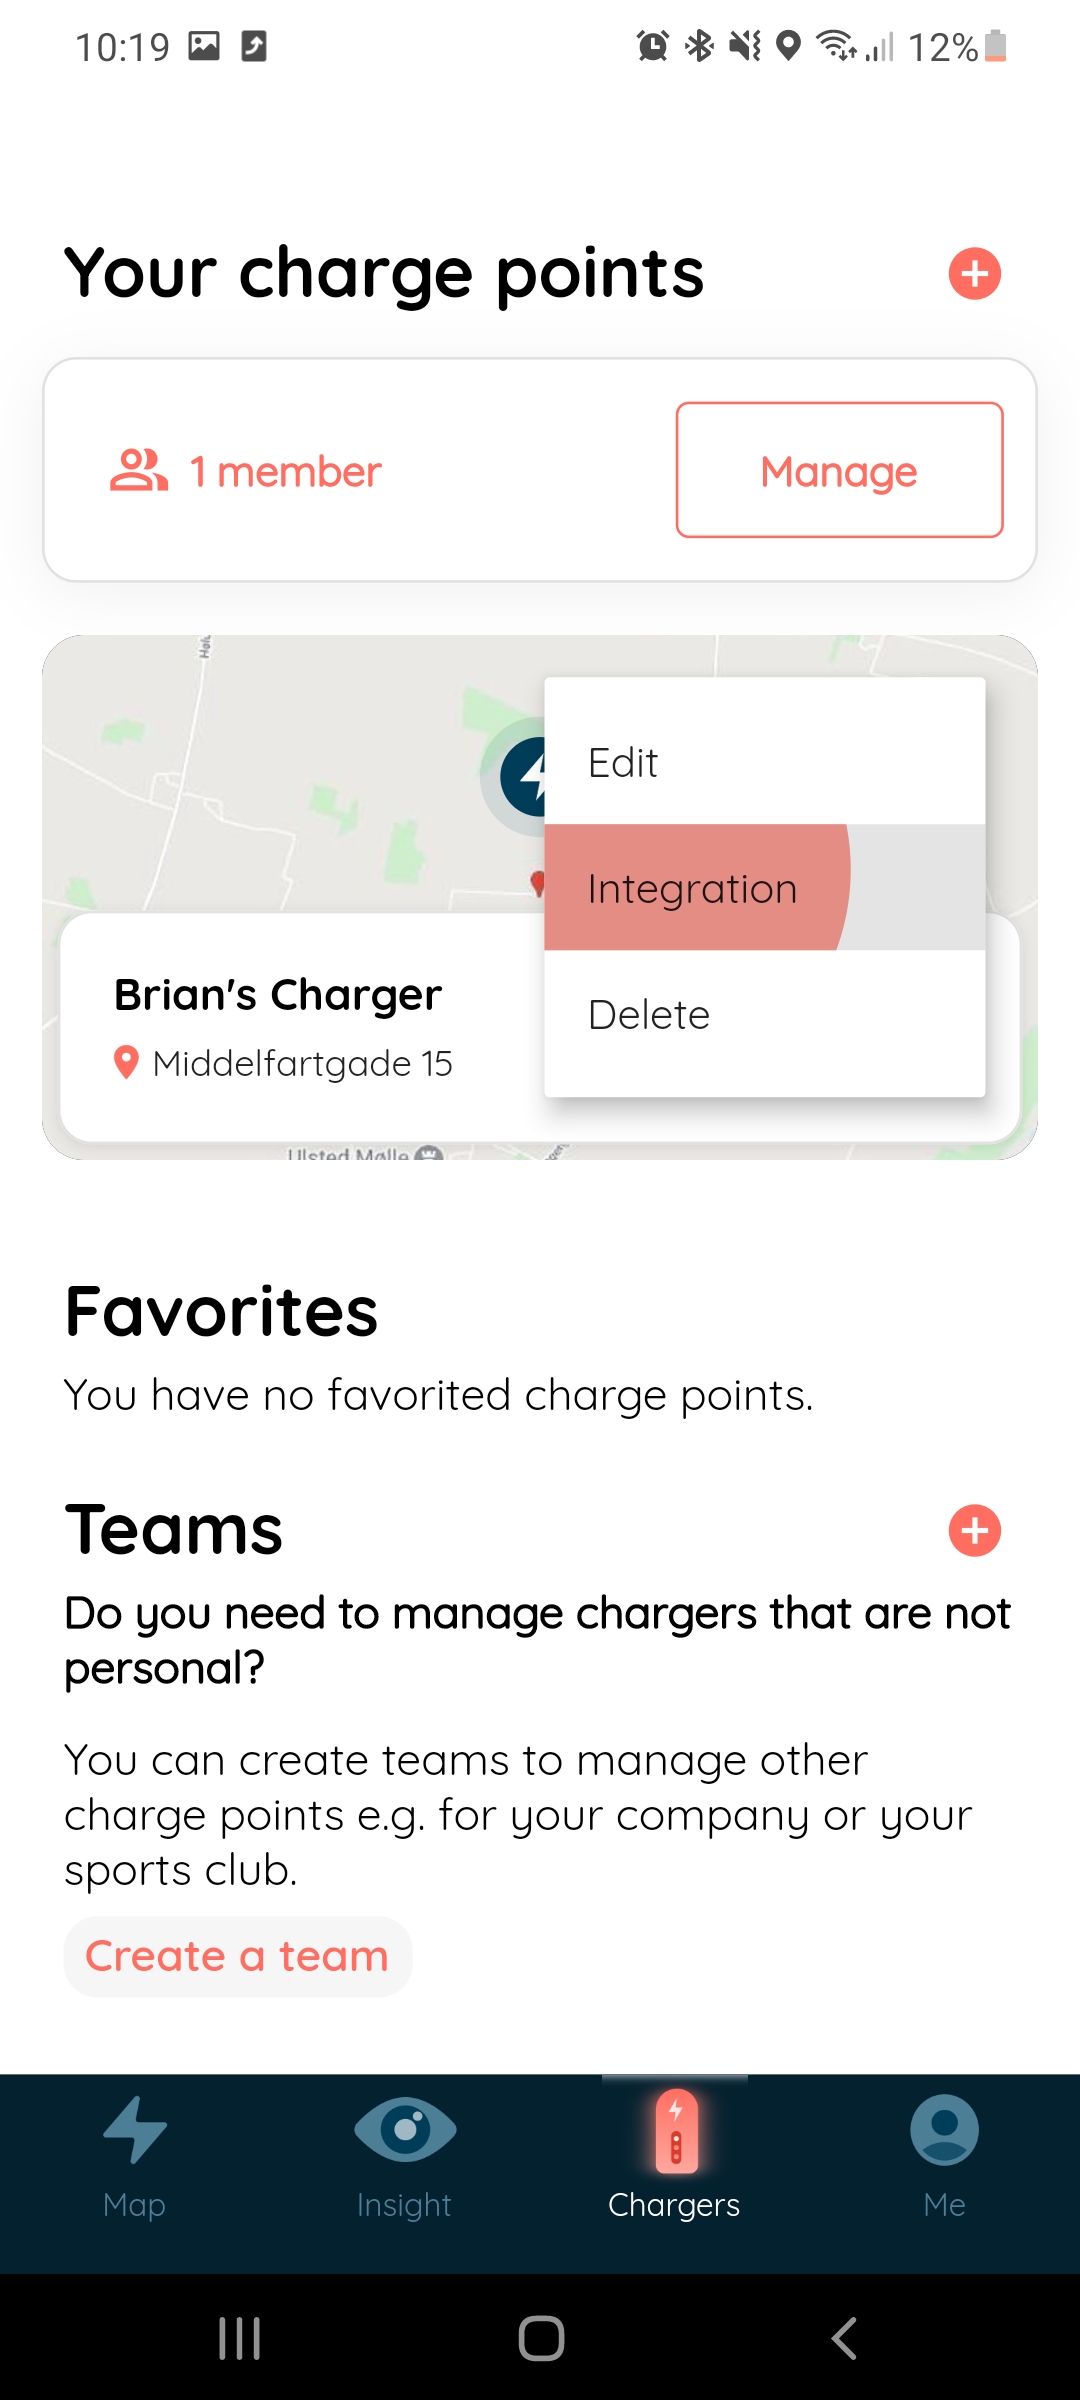 10:19
12%
Your charge points
1 member
Manage
Edit
Integration
Delete
Brian's Charger
Middelfartgade 15
Ulsted Mølle
Favorites
You have no favorited charge points.
Teams
Do you need to manage chargers that are not
personal?
You can create teams to manage other
charge points e.g. for your company or your
sports club.
Create a team
Map
Insight
Chargers
Me